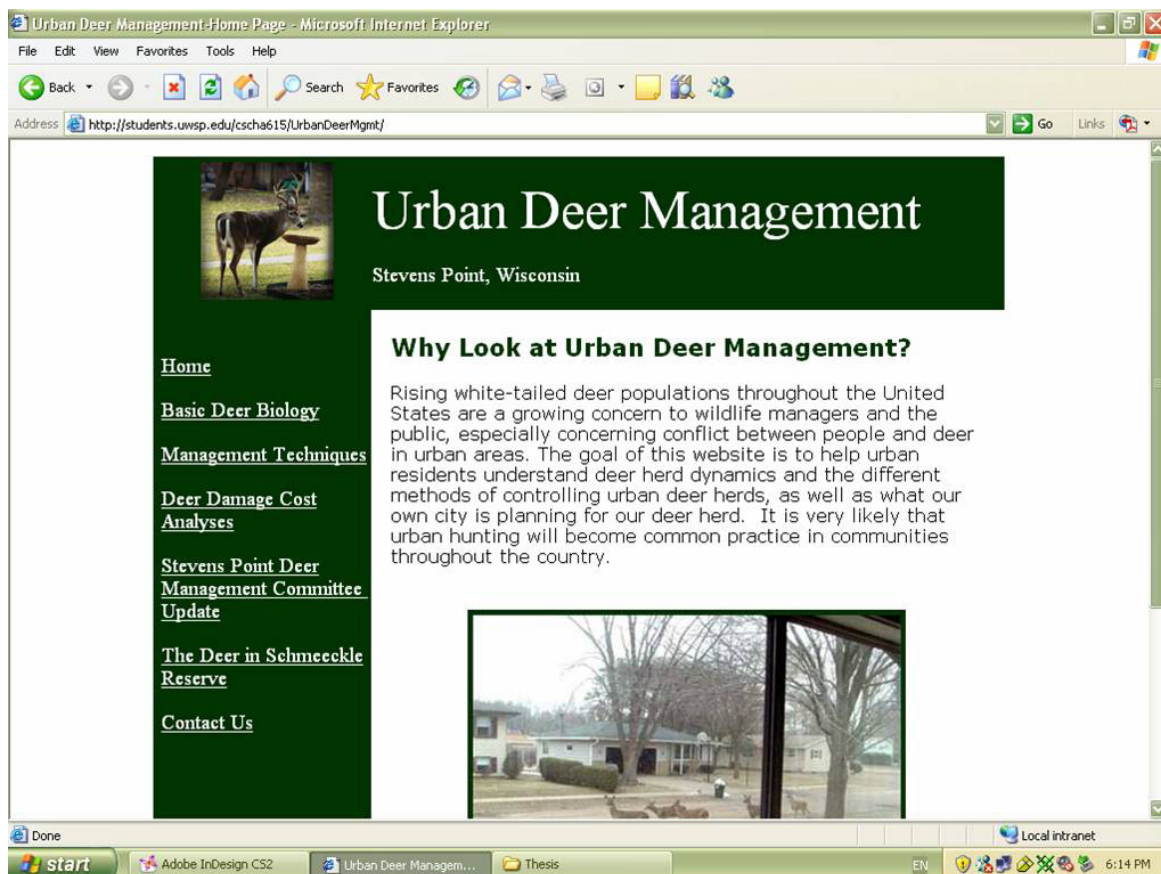 Urban Deer Management-Home Page - Microsoft Internet Explorer
File Edit View Favorites Tools Help
Back Search Favorites
Address http://students.uwsp.edu/cscha615/UrbanDeerMgmt/ Go Links
Urban Deer Management
Stevens Point, Wisconsin
Home
Basic Deer Biology
Management Techniques
Deer Damage Cost
Analyses
Stevens Point Deer
Management Committee
Update
The Deer in Schmeeckle
Reserve
Contact Us
Why Look at Urban Deer Management?
Rising white-tailed deer populations throughout the United
States are a growing concern to wildlife managers and the
public, especially concerning conflict between people and deer
in urban areas. The goal of this website is to help urban
residents understand deer herd dynamics and the different
methods of controlling urban deer herds, as well as what our
own city is planning for our deer herd.  It is very likely that
urban hunting will become common practice in communities
throughout the country.
Done Local intranet
start Adobe InDesign CS2 Urban Deer Managem... Thesis EN 6:14 PM